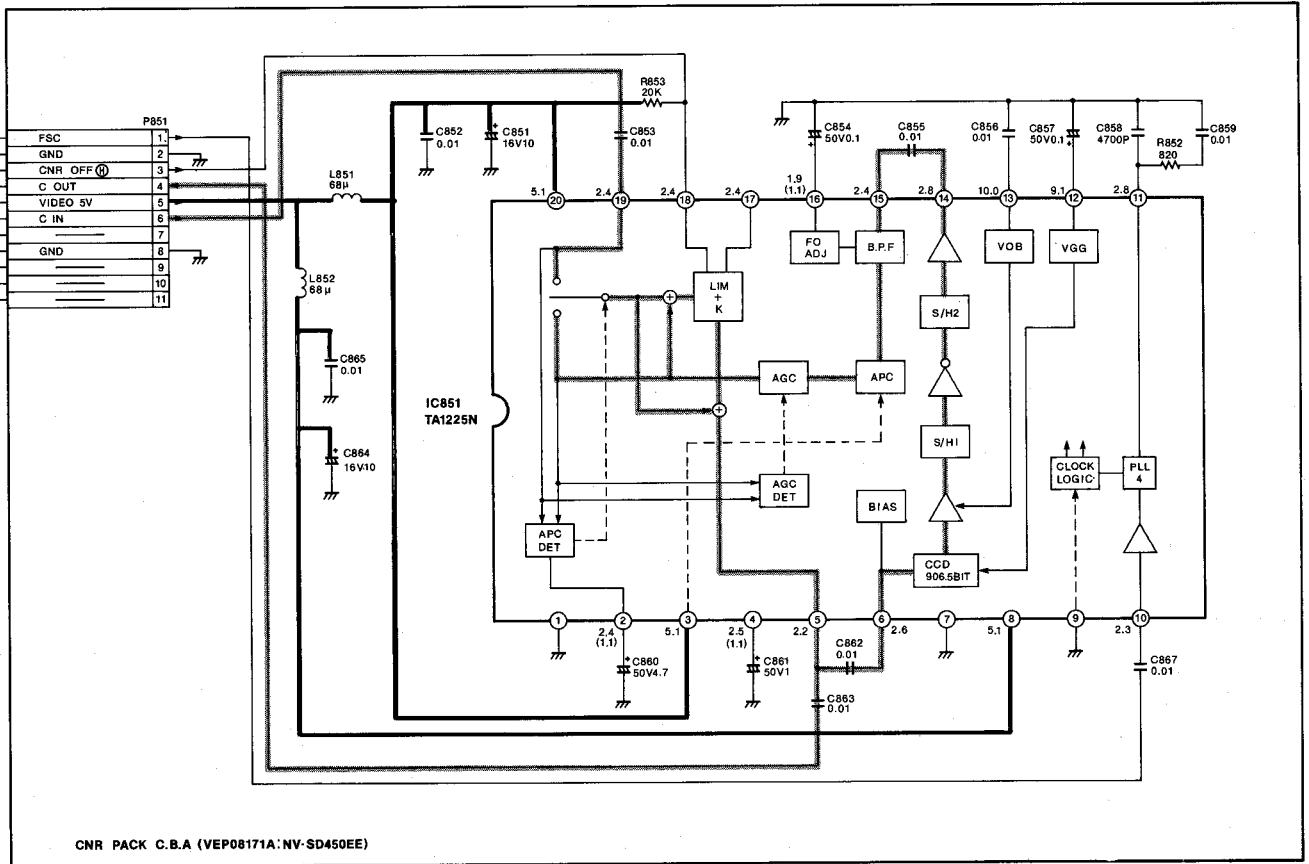 P851
FSC 1
GND 2
CNR OFF Ⓗ 3
C OUT 4
VIDEO 5V 5
C IN 6
7
GND 8
9
10
11
L851
68μ
L852
68μ
C865
0.01
C864
16V10
C852
0.01
C851
16V10
R853
20K
C853
0.01
C854
50V0.1
C855
0.01
C856
0.01
C857
50V0.1
C858
4700P
R852
820
C859
0.01
5.1
2.4
2.4
2.4
1.9
(1.1)
2.4
2.8
10.0
9.1
2.8
20
19
18
17
16
15
14
13
12
11
FO
ADJ
B.P.F
VOB
VGG
LIM
+
K
S/H2
IC851
TA1225N
AGC
APC
S/H1
AGC
DET
CLOCK
LOGIC
PLL
4
BIAS
APC
DET
CCD
906.5BIT
1
2
3
4
5
6
7
8
9
10
2.4
(1.1)
5.1
2.5
(1.1)
2.2
2.6
5.1
2.3
C860
50V4.7
C861
50V1
C862
0.01
C863
0.01
C867
0.01
CNR PACK C.B.A (VEP08171A:NV-SD450EE)